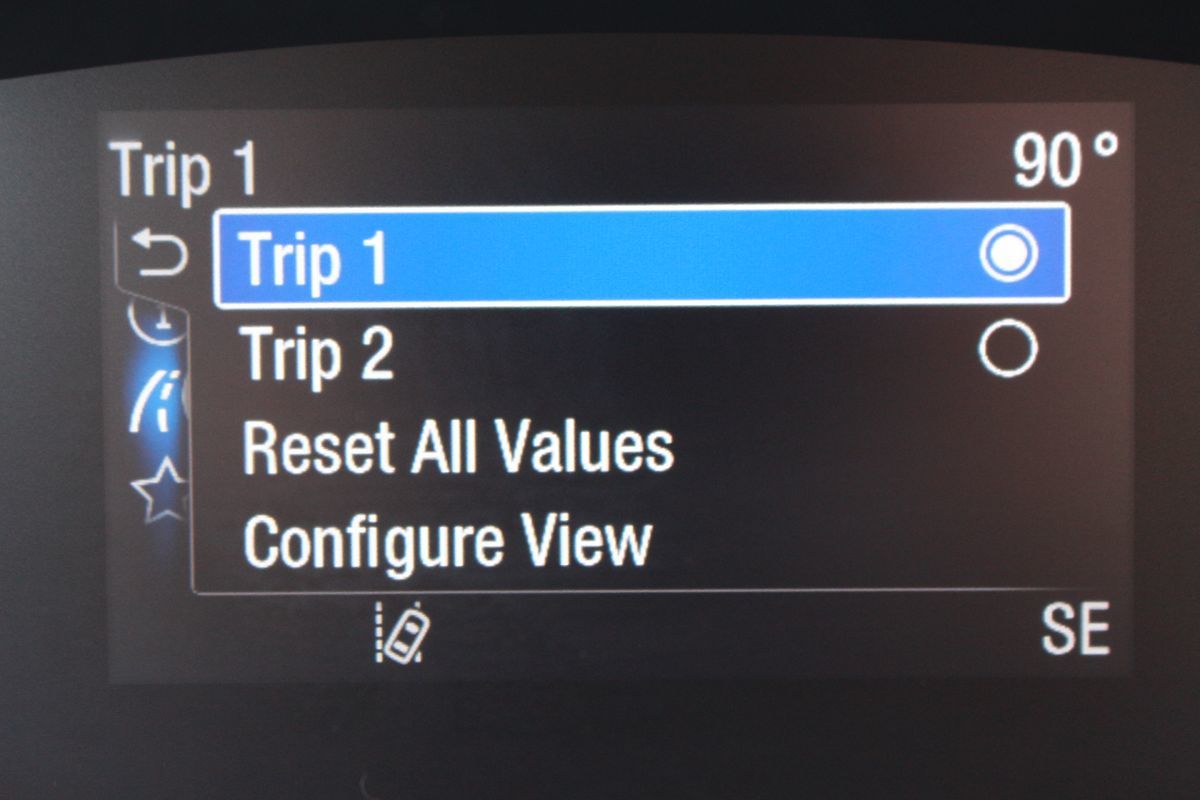 Trip 1 90°
Trip 1
Trip 2
Reset All Values
Configure View
SE